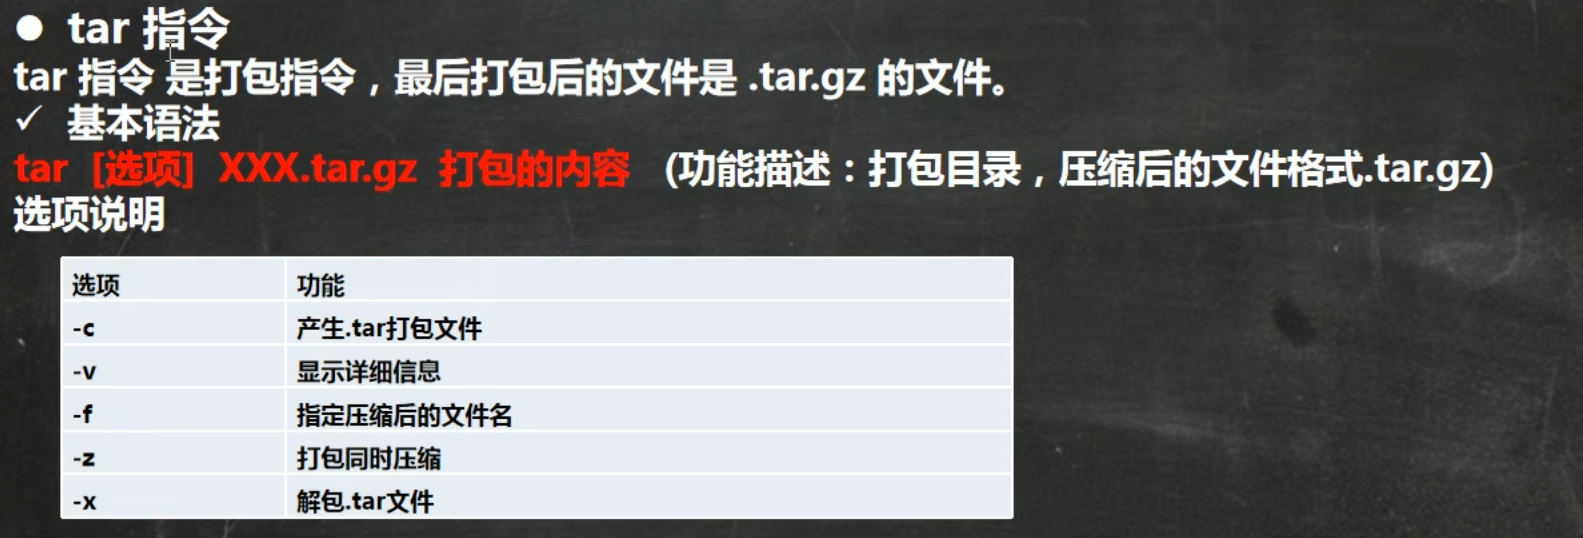 ● tar 指令
tar 指令 是打包指令，最后打包后的文件是 .tar.gz 的文件。
✓ 基本语法
tar [选项] XXX.tar.gz 打包的内容 (功能描述：打包目录，压缩后的文件格式.tar.gz)
选项说明
选项 功能
-c 产生.tar打包文件
-v 显示详细信息
-f 指定压缩后的文件名
-z 打包同时压缩
-x 解包.tar文件